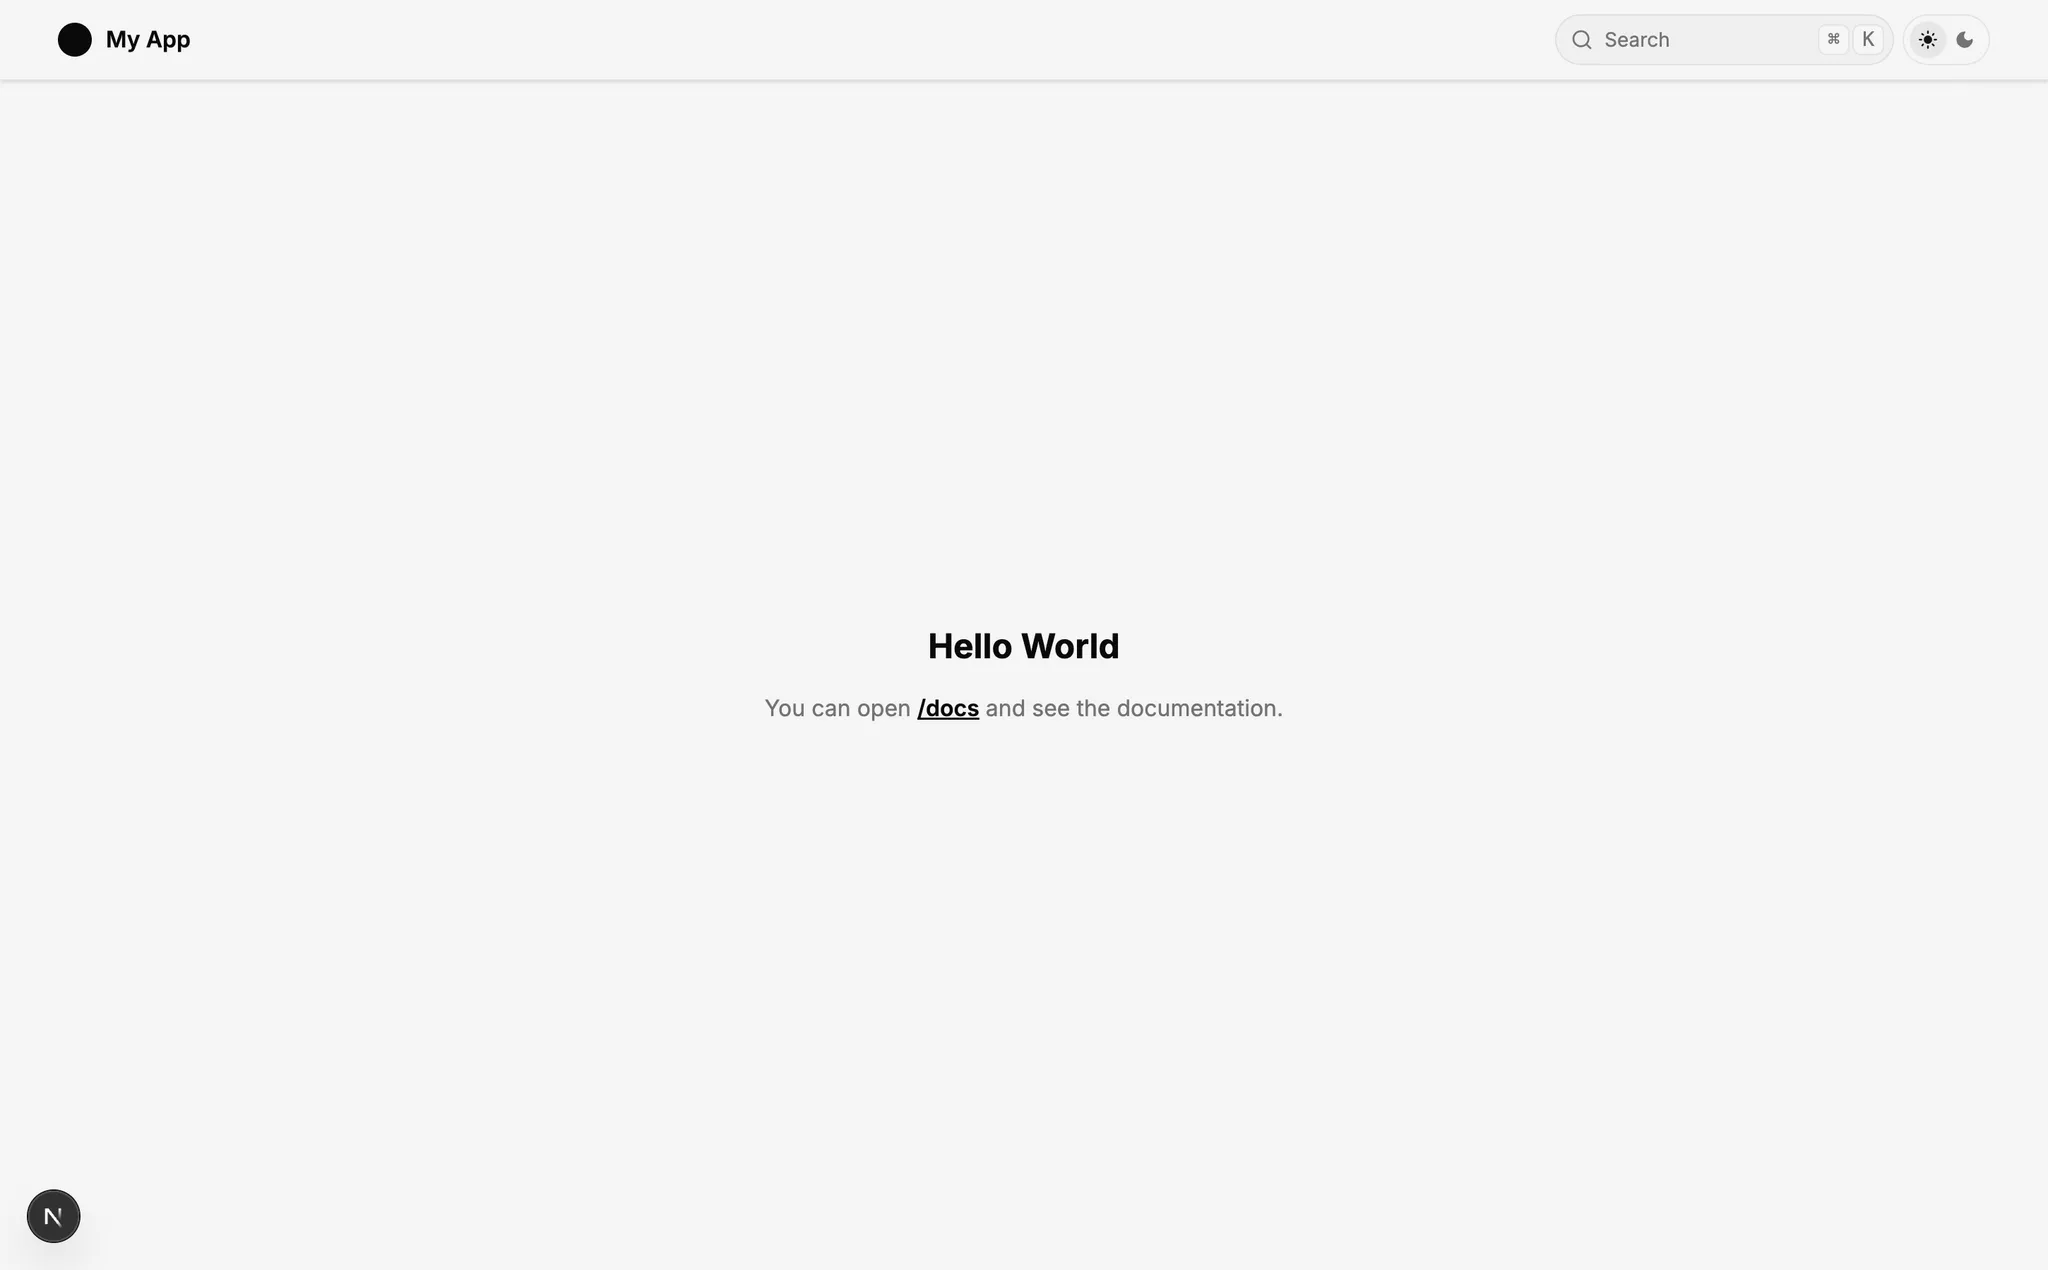 My App
Search ⌘ K
Hello World
You can open /docs and see the documentation.
N